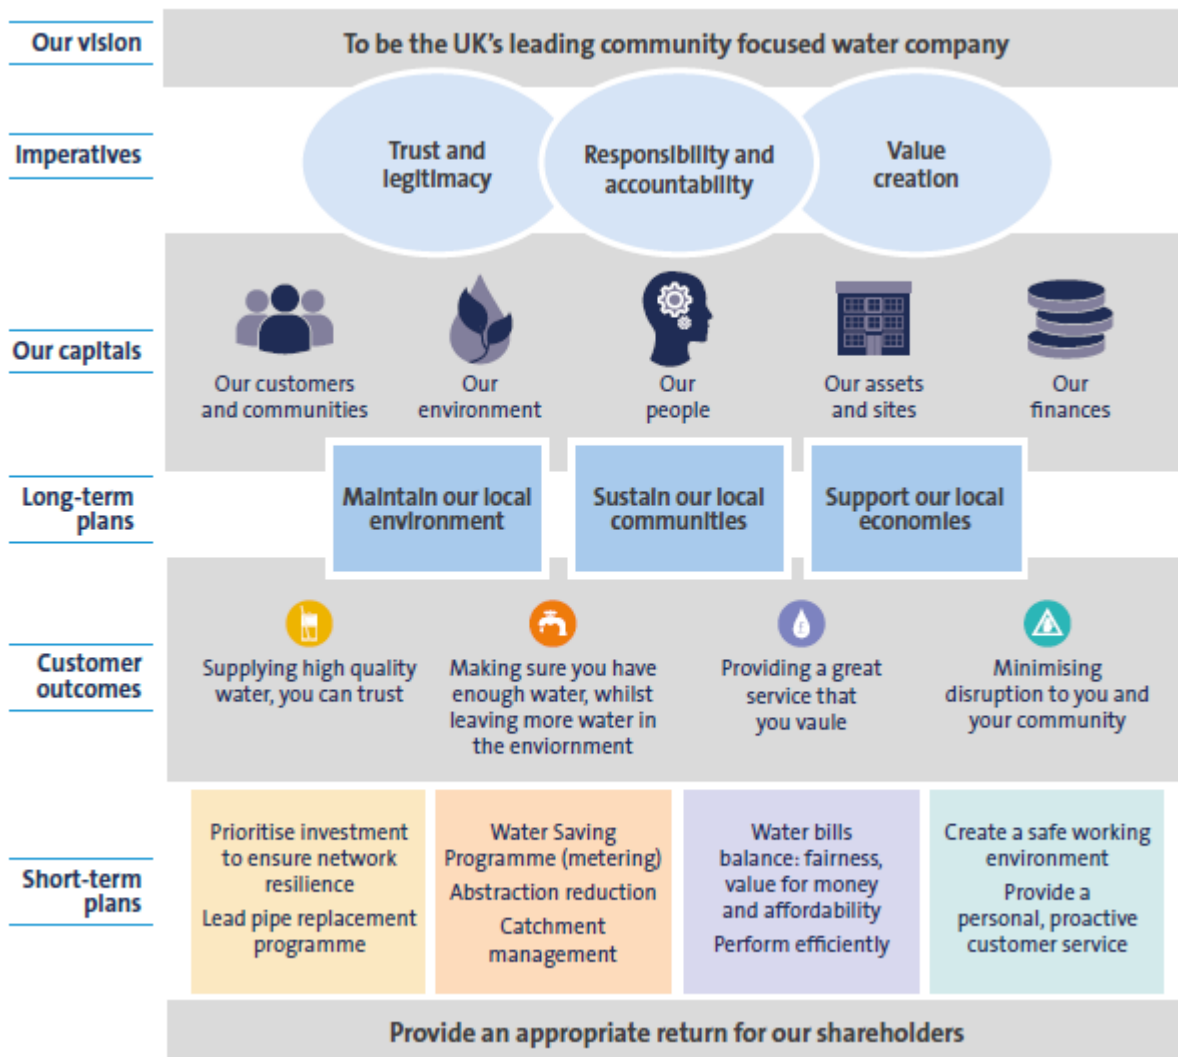 Our vision
To be the UK's leading community focused water company
Imperatives
Trust and
legitimacy
Responsibility and
accountability
Value
creation
Our capitals
Our customers
and communities
Our
environment
Our
people
Our assets
and sites
Our
finances
Long-term
plans
Maintain our local
environment
Sustain our local
communities
Support our local
economies
Customer
outcomes
Supplying high quality
water, you can trust
Making sure you have
enough water, whilst
leaving more water in
the enviornment
£
Providing a great
service that
you vaule
Minimising
disruption to you and
your community
Short-term
plans
Prioritise investment
to ensure network
resilience
Lead pipe replacement
programme
Water Saving
Programme (metering)
Abstraction reduction
Catchment
management
Water bills
balance: fairness,
value for money
and affordability
Perform efficiently
Create a safe working
environment
Provide a
personal, proactive
customer service
Provide an appropriate return for our shareholders